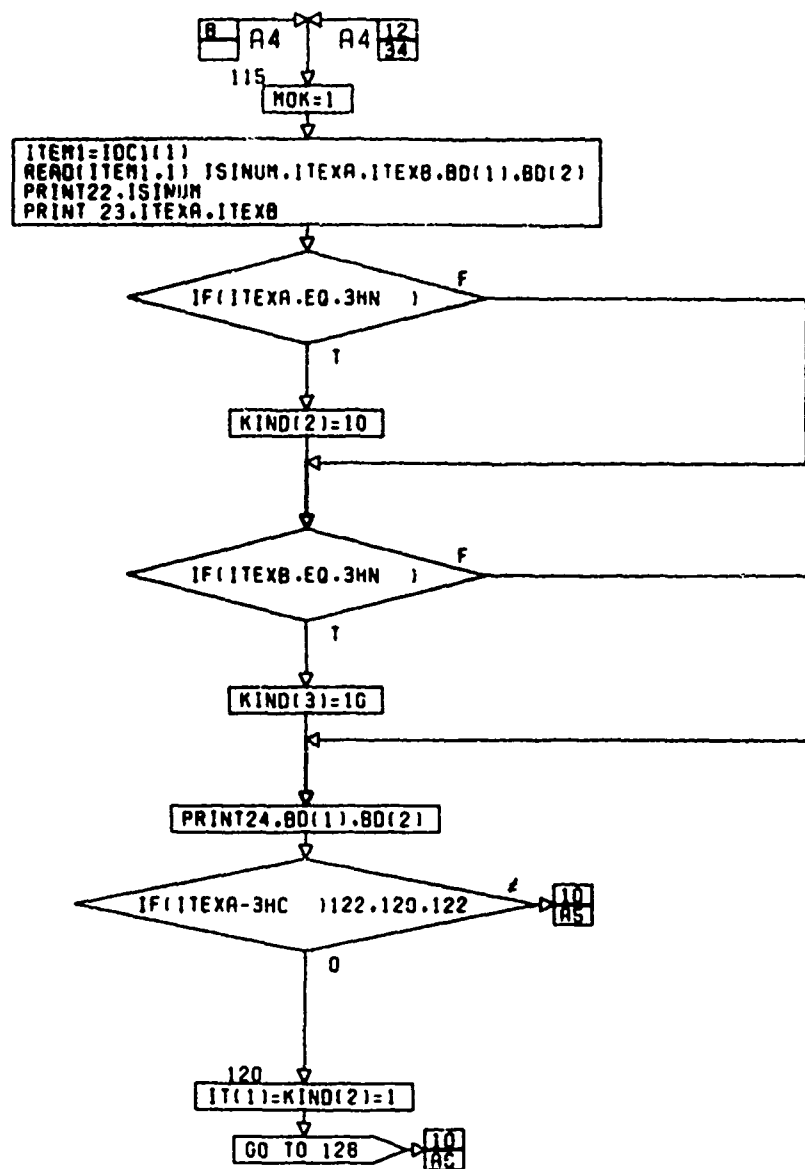 8 A4 A4 12
34
115
MOK=1
ITEM1=IOC1(1)
READ(ITEM1.1) ISINUM.ITEXA.ITEXB.BD(1).BD(2)
PRINT22.ISINUM
PRINT 23.ITEXA.ITEXB
F
IF(ITEXA.EQ.3HN )
T
KIND(2)=10
F
IF(ITEXB.EQ.3HN )
T
KIND(3)=10
PRINT24.BD(1).BD(2)
10
IF(ITEXA-3HC )122.120.122
A5
0
120
IT(1)=KIND(2)=1
GO TO 128
10